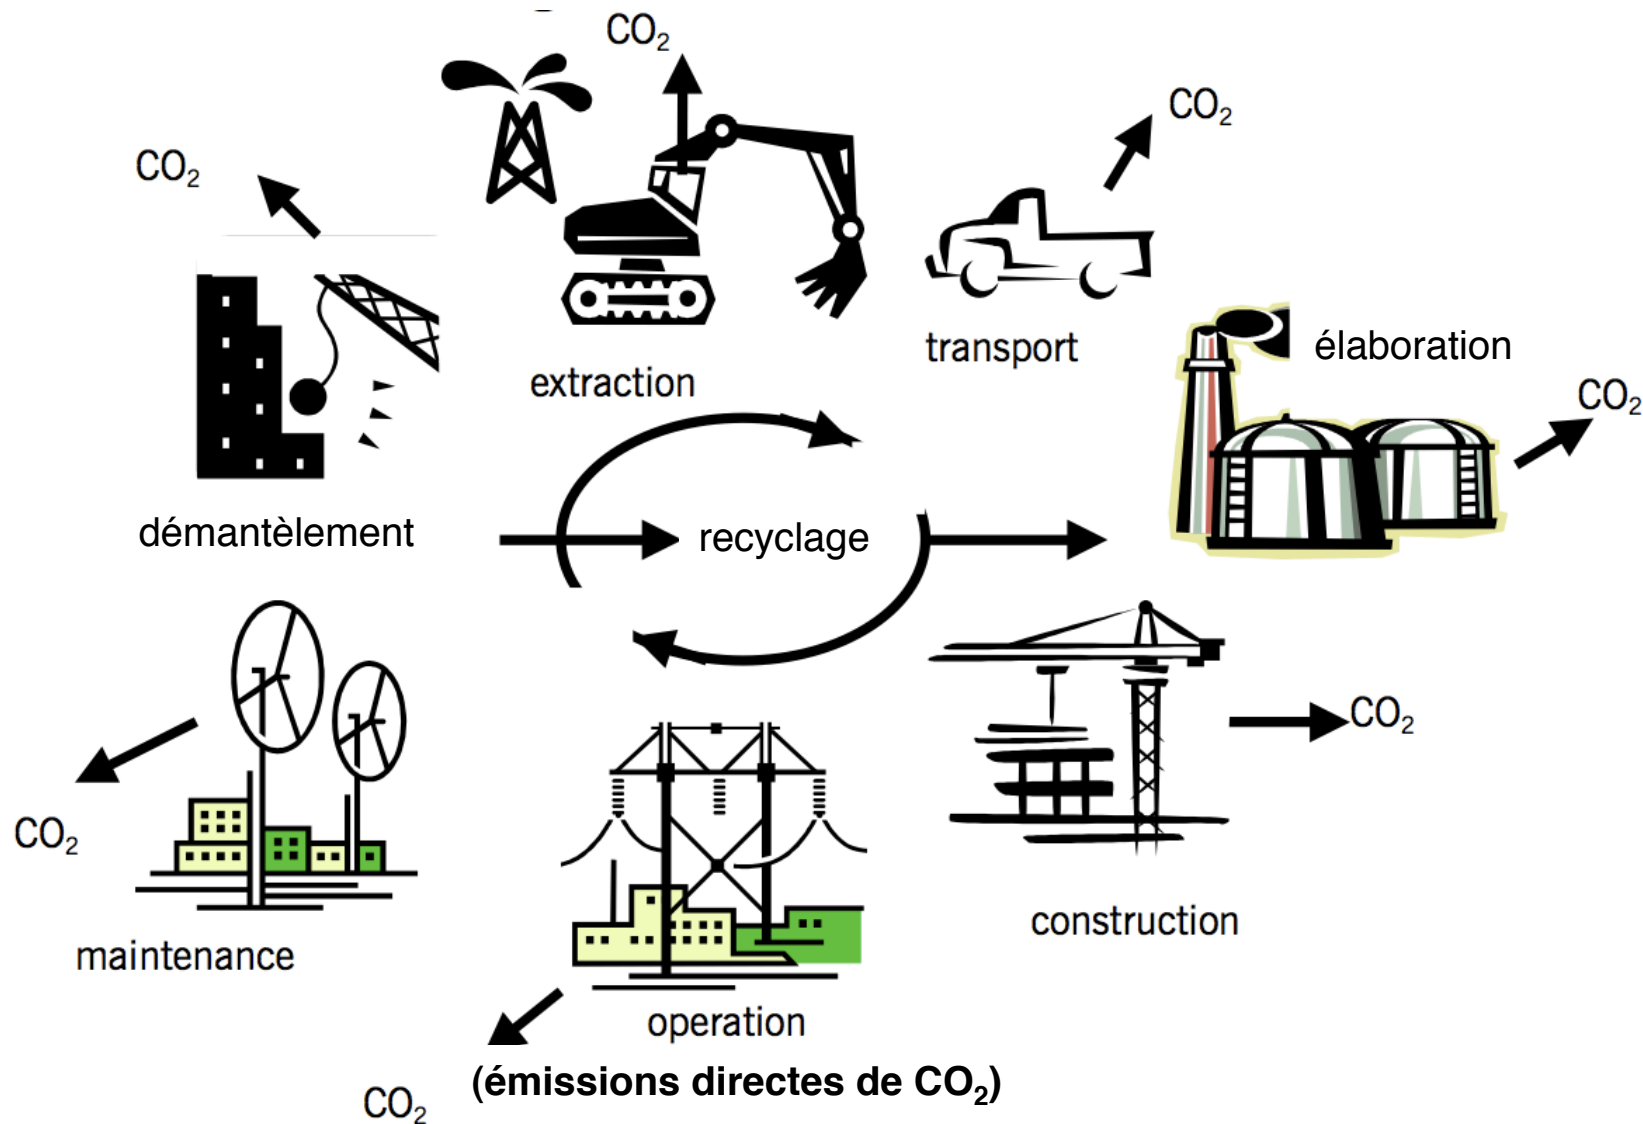 CO₂
CO₂
CO₂
extraction
transport
élaboration
CO₂
démantèlement
recyclage
CO₂
CO₂
construction
maintenance
operation
(émissions directes de CO₂)
CO₂